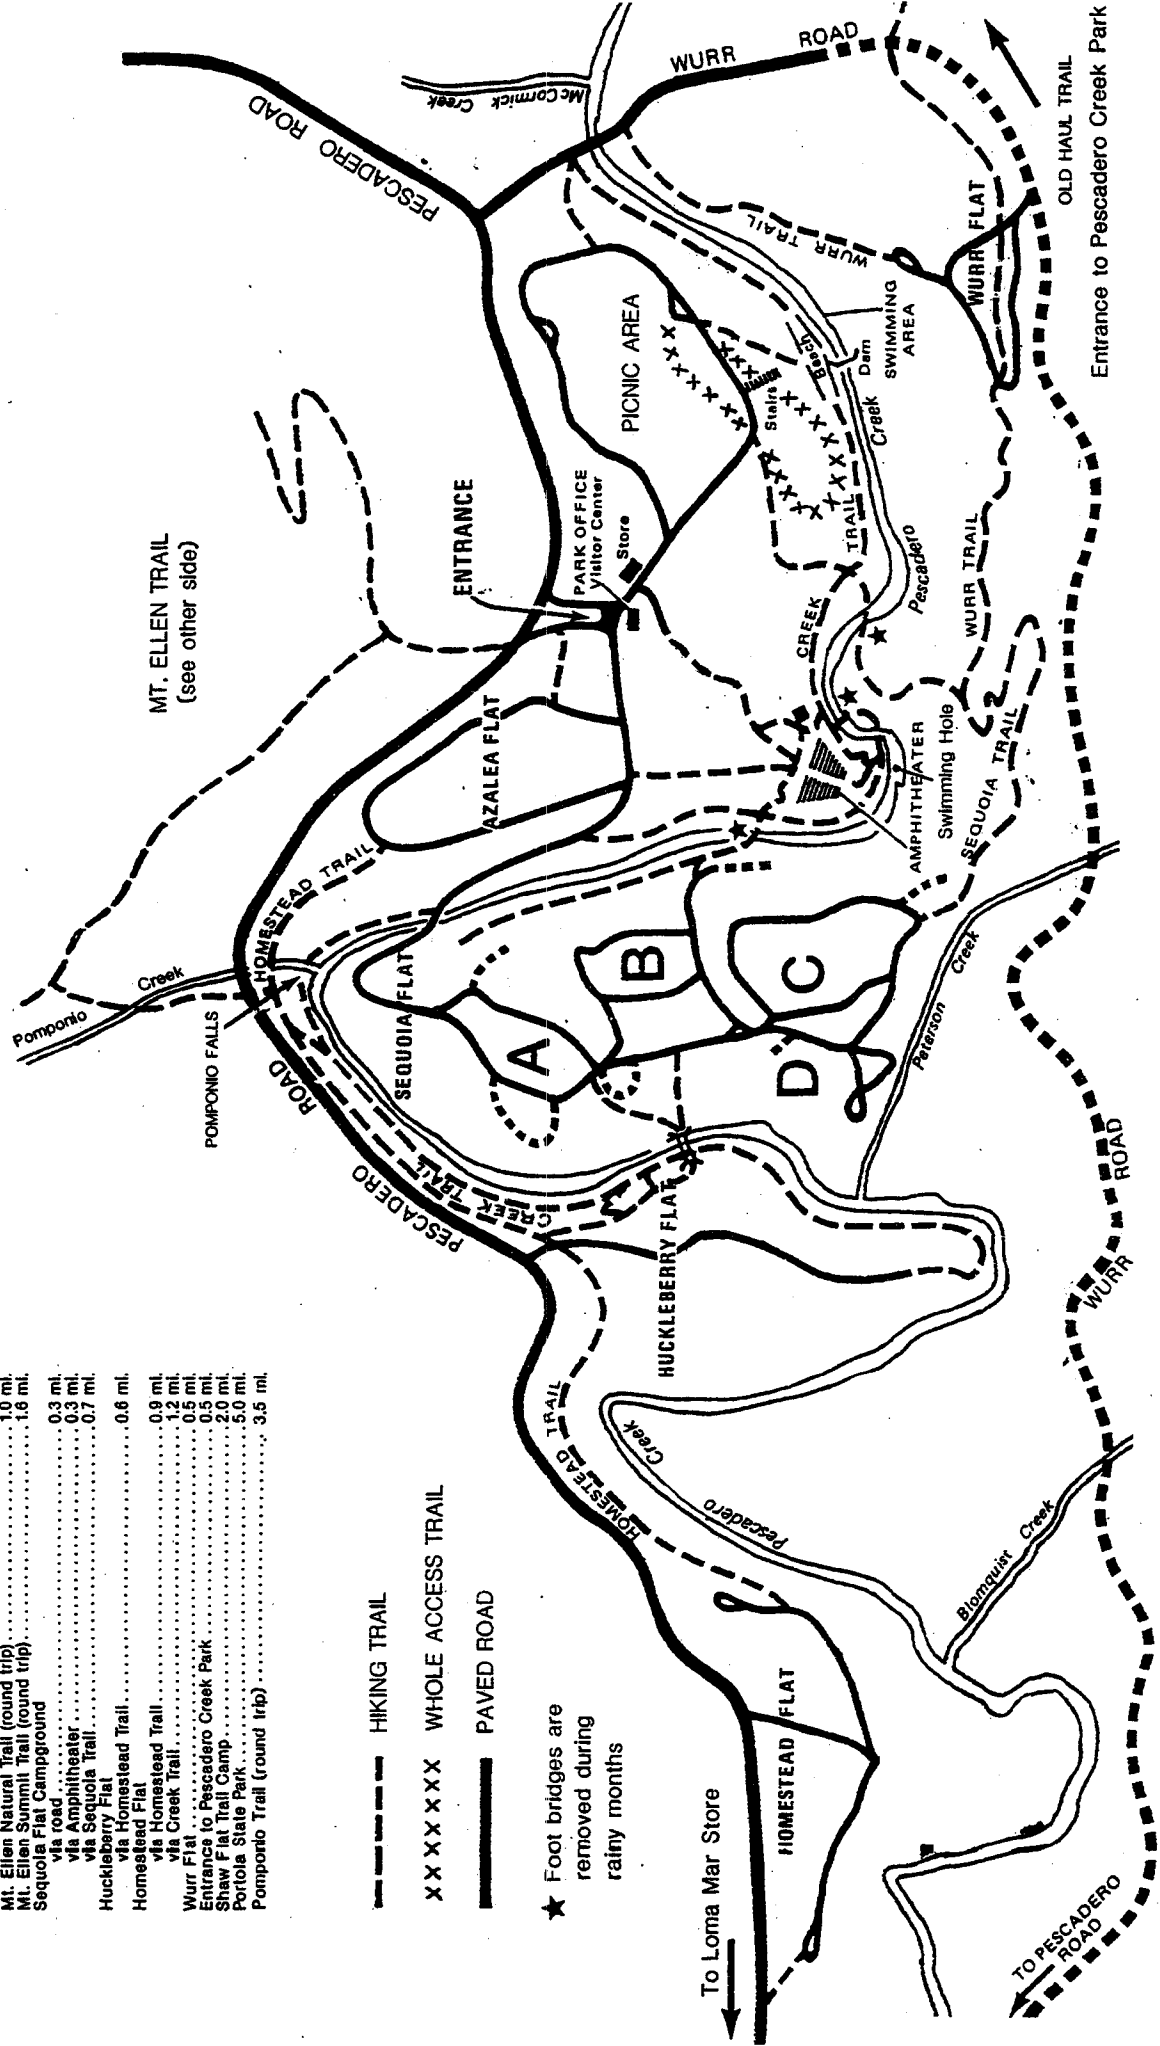 Mt. Ellen Natural Trail (round trip) 1.0 mi.
Mt. Ellen Summit Trail (round trip) 1.6 mi.
Sequoia Flat Campground
via road 0.3 mi.
via Amphitheater 0.3 mi.
via Sequoia Trail 0.7 mi.
Huckleberry Flat
via Homestead Trail 0.6 mi.
Homestead Flat
via Homestead Trail 0.9 mi.
via Creek Trail 1.2 mi.
Wurr Flat 0.5 mi.
Entrance to Pescadero Creek Park 0.5 mi.
Shaw Flat Trail Camp 2.0 mi.
Portola State Park 5.0 mi.
Pomponio Trail (round trip) 3.5 mi.
HIKING TRAIL
xxxxxxx WHOLE ACCESS TRAIL
PAVED ROAD
★ Foot bridges are
removed during
rainy months
To Loma Mar Store
MT. ELLEN TRAIL
(see other side)
Pomponio Creek
POMPONIO FALLS
HOMESTEAD TRAIL
PESCADERO ROAD
PESCADERO ROAD
McCormick Creek
WURR ROAD
ENTRANCE
PARK OFFICE
Visitor Center
Store
AZALEA FLAT
PICNIC AREA
SEQUOIA FLAT
A
B
C
D
CREEK TRAIL
HUCKLEBERRY FLAT
HOMESTEAD TRAIL
HOMESTEAD FLAT
Pescadero Creek
Blomquist Creek
Peterson Creek
AMPHITHEATER
Swimming Hole
SEQUOIA TRAIL
CREEK TRAIL
Pescadero Creek
Stairs
Beach
Dam
SWIMMING
AREA
WURR TRAIL
WURR TRAIL
WURR FLAT
WURR ROAD
OLD HAUL TRAIL
Entrance to Pescadero Creek Park
TO PESCADERO
ROAD